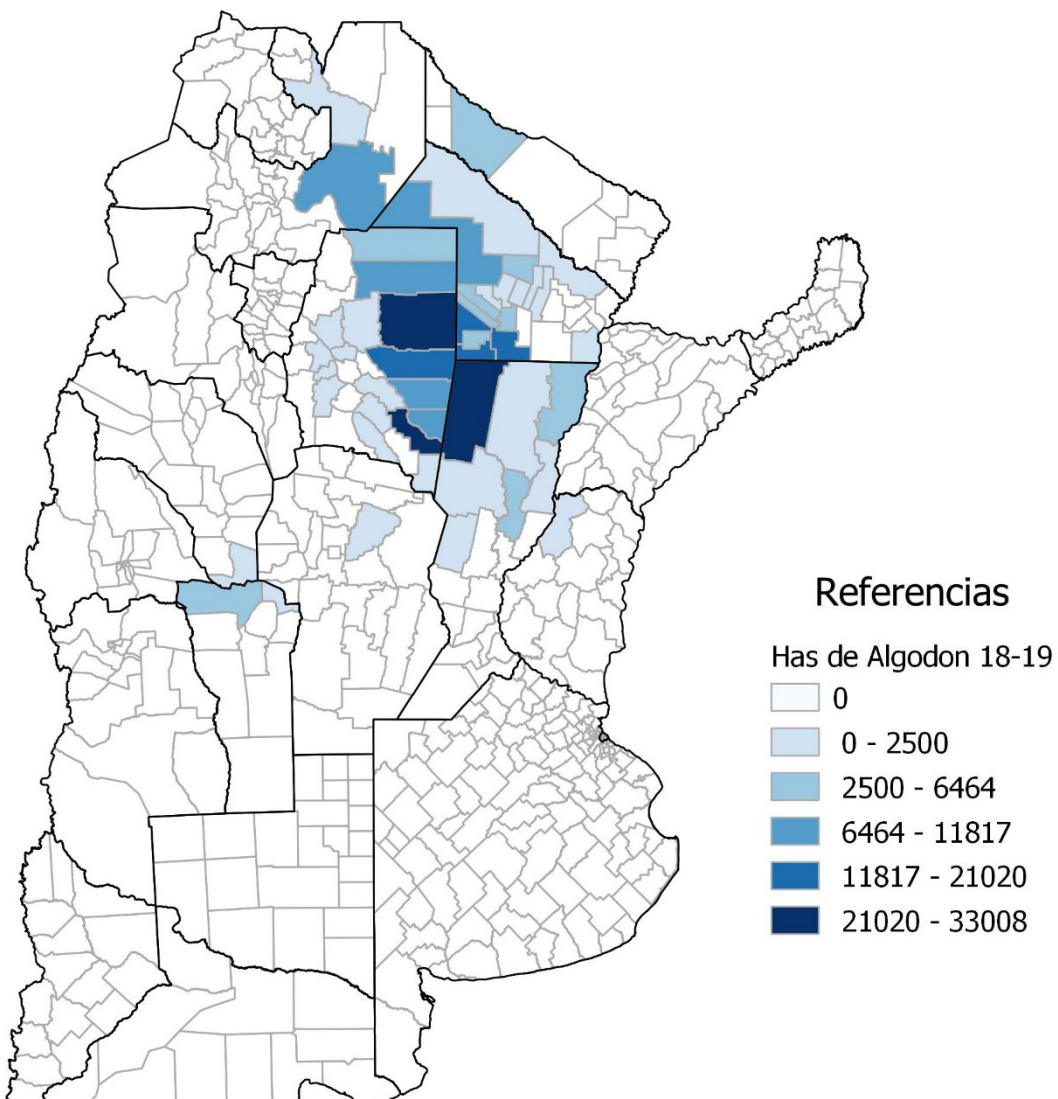 Referencias
Has de Algodon 18-19
0
0 - 2500
2500 - 6464
6464 - 11817
11817 - 21020
21020 - 33008